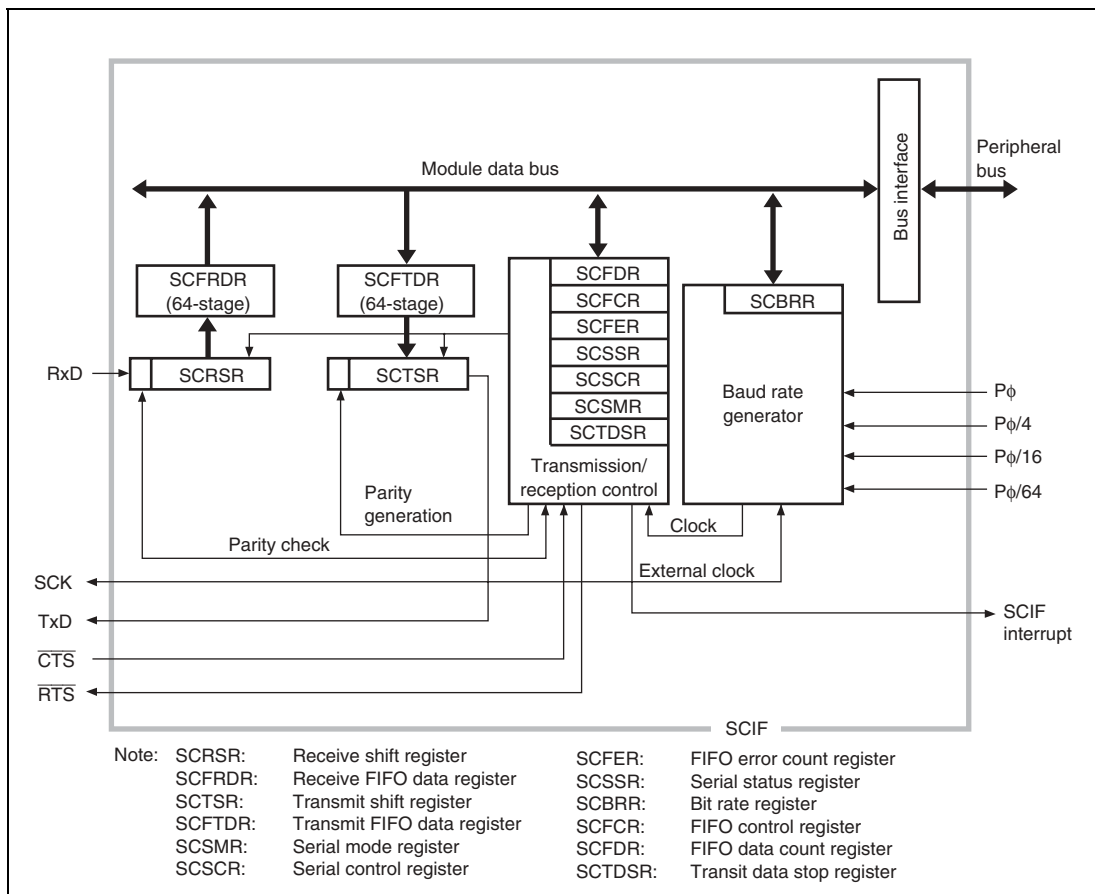 Module data bus
Bus interface
Peripheral
bus
SCFRDR
(64-stage)
SCFTDR
(64-stage)
SCFDR
SCFCR
SCFER
SCSSR
SCSCR
SCSMR
SCTDSR
Transmission/
reception control
SCBRR
Baud rate
generator
RxD
SCRSR
SCTSR
Pϕ
Pϕ/4
Pϕ/16
Pϕ/64
Parity
generation
Parity check
Clock
External clock
SCK
TxD
C̅T̅S̅
R̅T̅S̅
SCIF
interrupt
SCIF
Note: SCRSR: Receive shift register
SCFRDR: Receive FIFO data register
SCTSR: Transmit shift register
SCFTDR: Transmit FIFO data register
SCSMR: Serial mode register
SCSCR: Serial control register
SCFER: FIFO error count register
SCSSR: Serial status register
SCBRR: Bit rate register
SCFCR: FIFO control register
SCFDR: FIFO data count register
SCTDSR: Transit data stop register